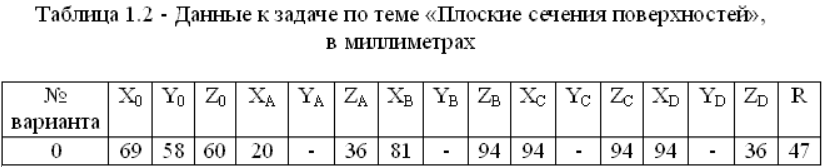 Таблица 1.2 - Данные к задаче по теме «Плоские сечения поверхностей»,
в миллиметрах
№ варианта X₀ Y₀ Z₀ X_A Y_A Z_A X_B Y_B Z_B X_C Y_C Z_C X_D Y_D Z_D R
0 69 58 60 20 - 36 81 - 94 94 - 94 94 - 36 47